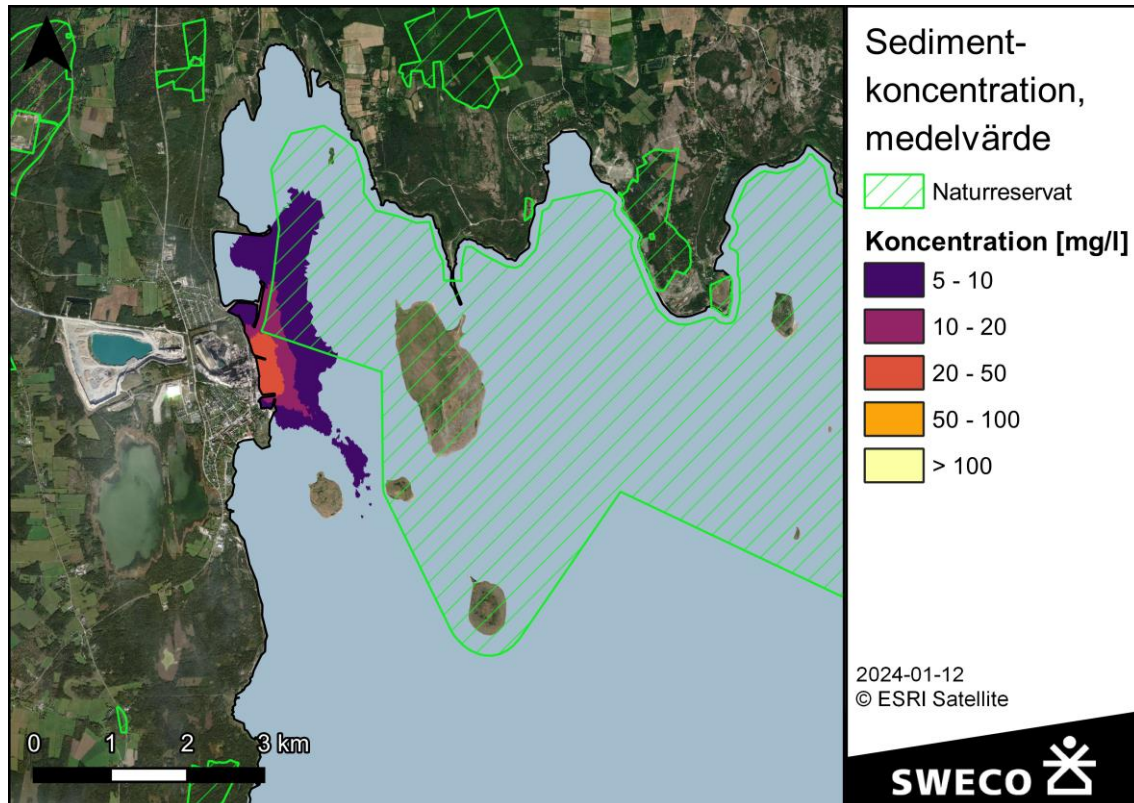 Sediment-
koncentration,
medelvärde
Naturreservat
Koncentration [mg/l]
5 - 10
10 - 20
20 - 50
50 - 100
> 100
2024-01-12
© ESRI Satellite
SWECO
0 1 2 3 km